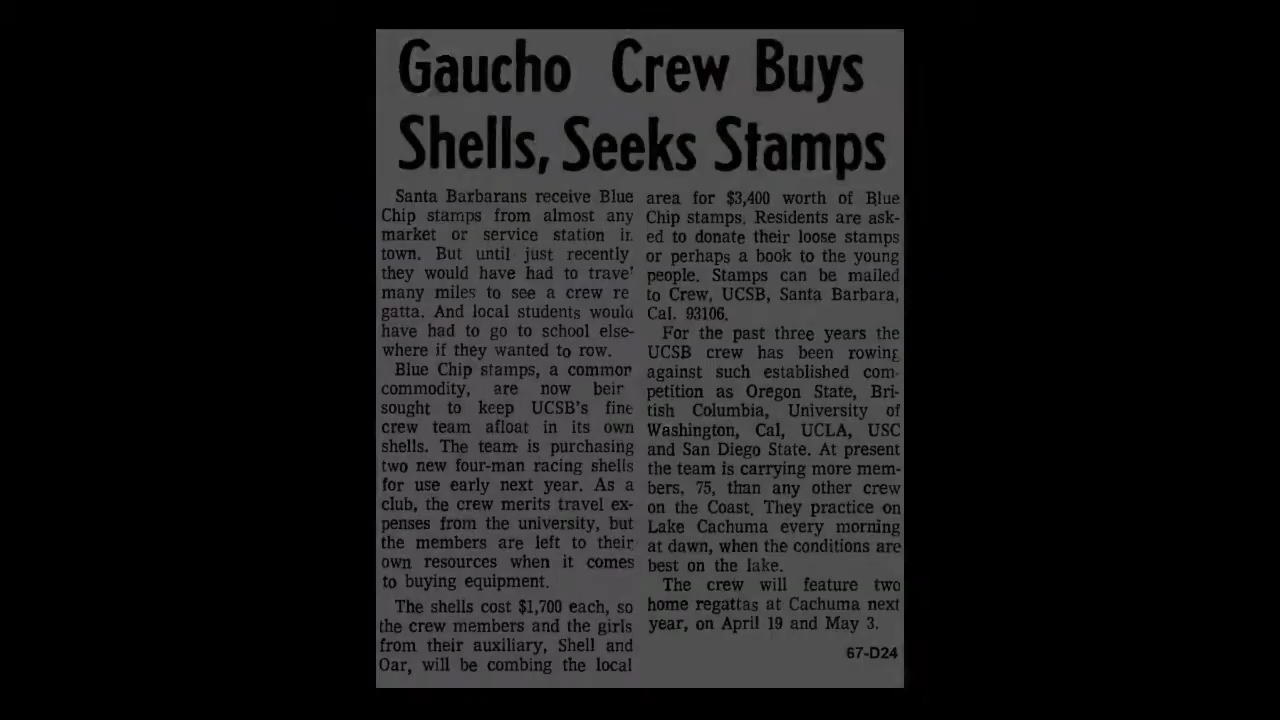 Gaucho Crew Buys
Shells, Seeks Stamps
Santa Barbarans receive Blue
Chip stamps from almost any
market or service station in
town. But until just recently
they would have had to trave'
many miles to see a crew re
gatta. And local students would
have had to go to school else-
where if they wanted to row.
Blue Chip stamps, a common
commodity, are now beir
sought to keep UCSB's fine
crew team afloat in its own
shells. The team is purchasing
two new four-man racing shells
for use early next year. As a
club, the crew merits travel ex-
penses from the university, but
the members are left to their
own resources when it comes
to buying equipment.
The shells cost $1,700 each, so
the crew members and the girls
from their auxiliary, Shell and
Oar, will be combing the local
area for $3,400 worth of Blue
Chip stamps. Residents are ask-
ed to donate their loose stamps
or perhaps a book to the young
people. Stamps can be mailed
to Crew, UCSB, Santa Barbara,
Cal. 93106.
For the past three years the
UCSB crew has been rowing
against such established com-
petition as Oregon State, Bri-
tish Columbia, University of
Washington, Cal, UCLA, USC
and San Diego State. At present
the team is carrying more mem-
bers, 75, than any other crew
on the Coast. They practice on
Lake Cachuma every morning
at dawn, when the conditions are
best on the lake.
The crew will feature two
home regattas at Cachuma next
year, on April 19 and May 3.
67-D24